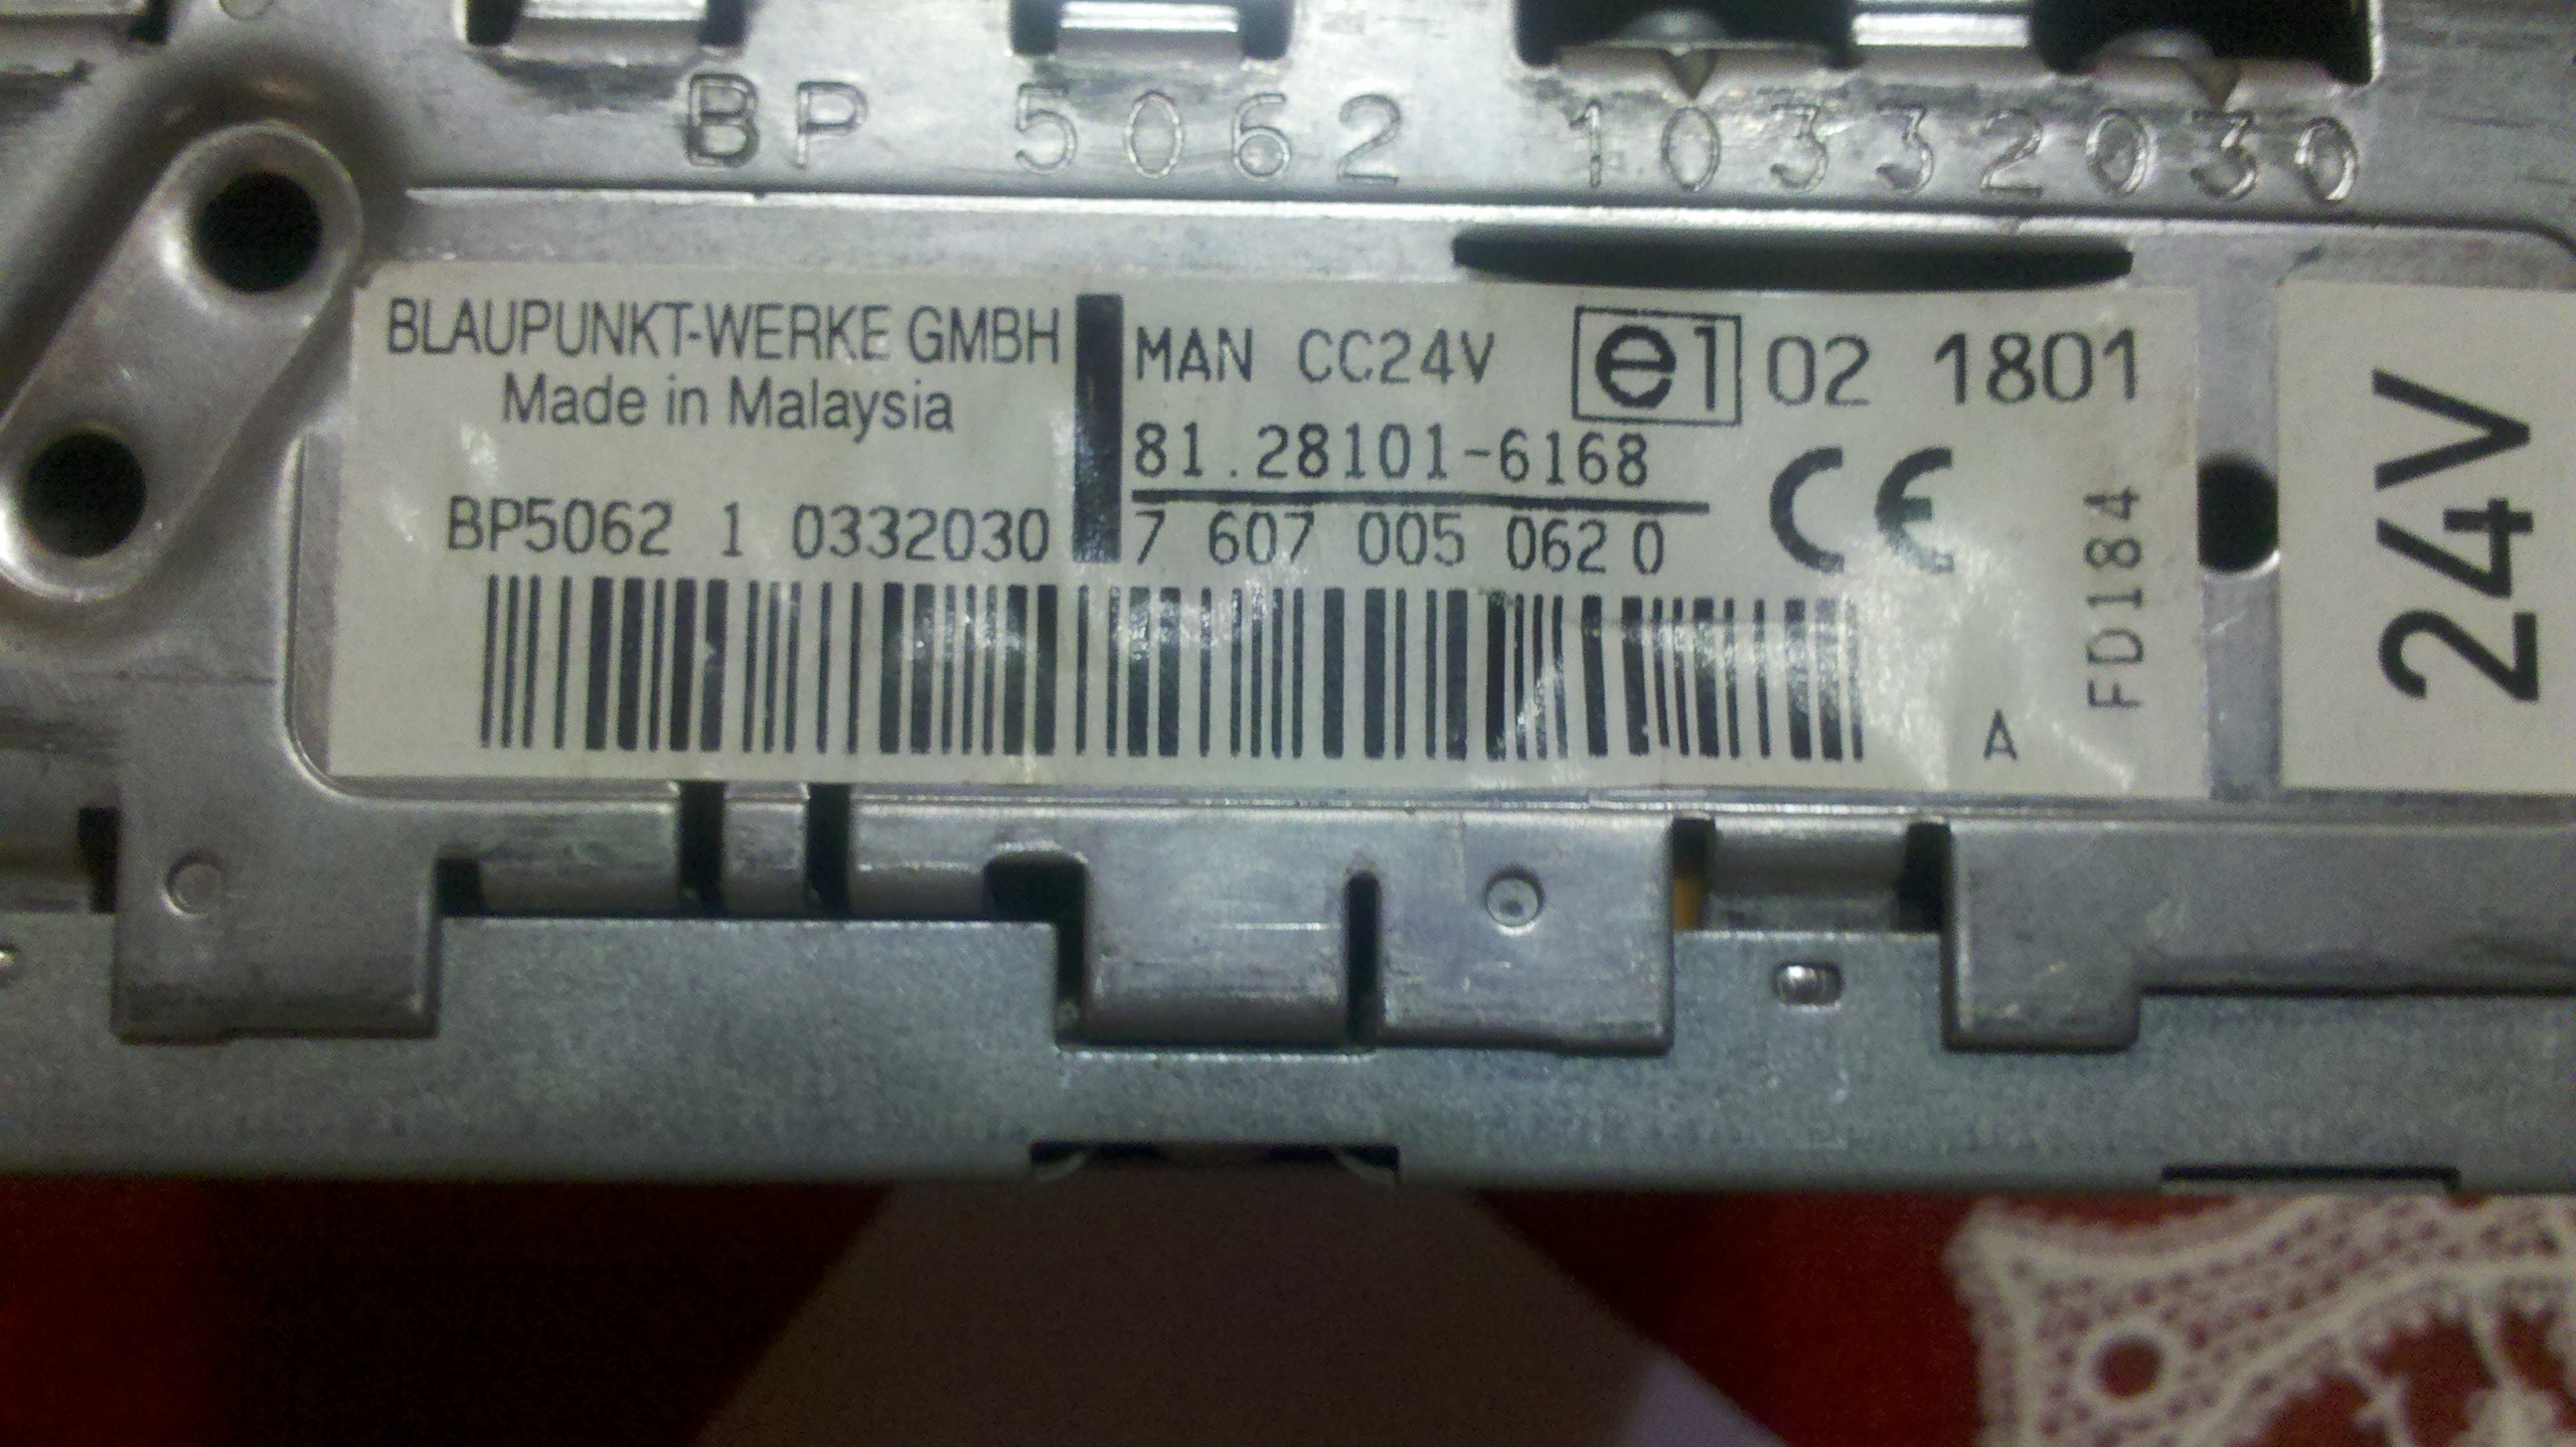 BP 5062 10332030
BLAUPUNKT-WERKE GMBH
Made in Malaysia
BP5062 1 0332030
MAN CC24V e1 02 1801
81.28101-6168
7 607 005 062 0
CE
FD184
A
24V